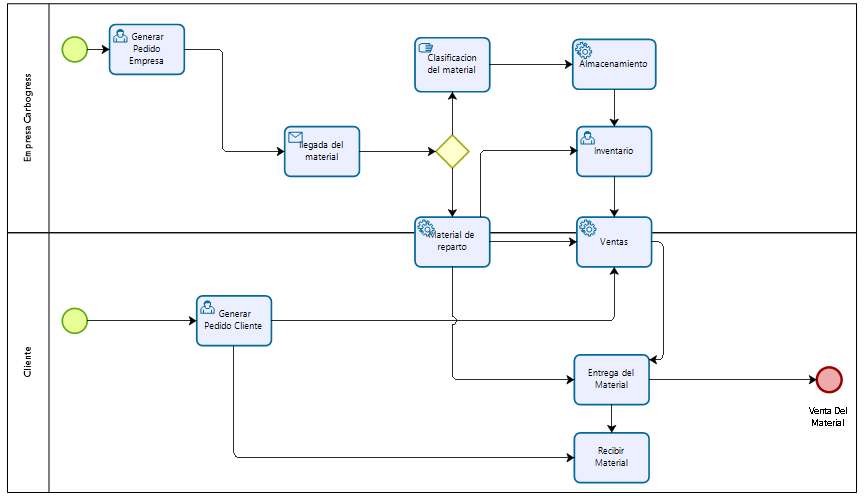 Empresa Carbogress
Generar
Pedido
Empresa
llegada del
material
Clasificacion
del material
Almacenamiento
Inventario
Material de
reparto
Ventas
Cliente
Generar
Pedido Cliente
Entrega del
Material
Venta Del
Material
Recibir
Material